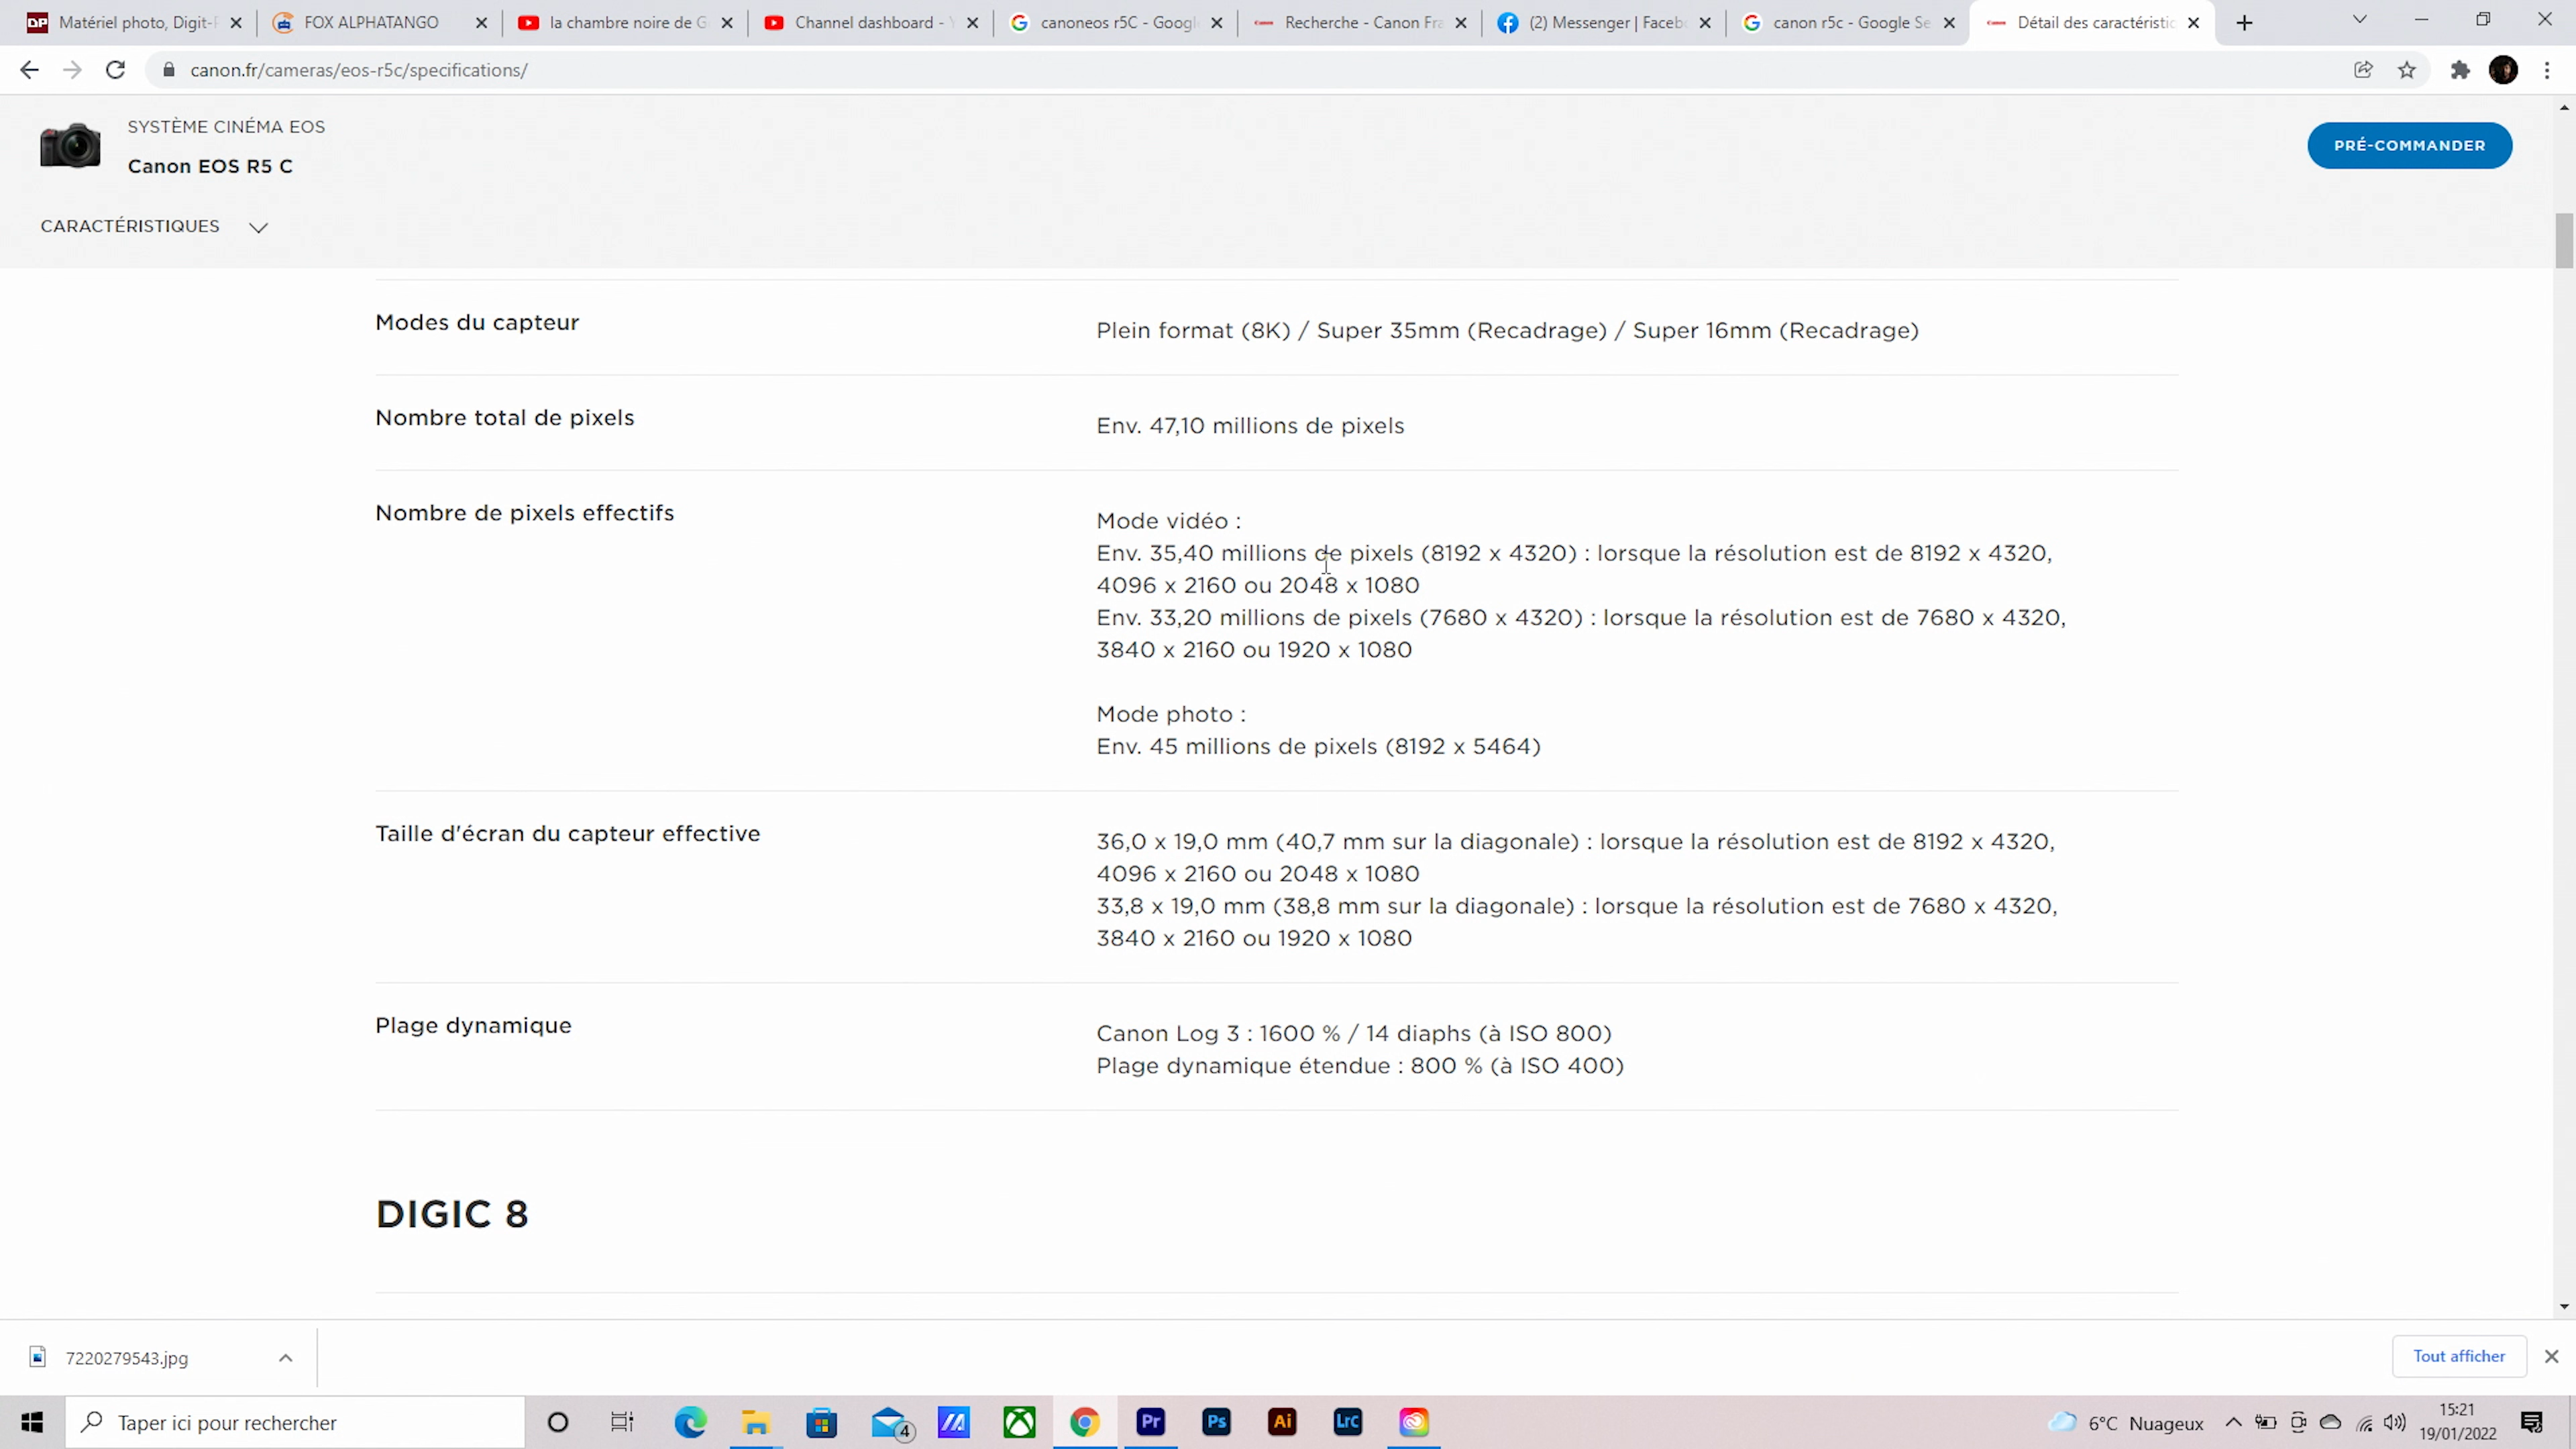 DP Matériel photo, Digit-P
FOX ALPHATANGO
la chambre noire de G
Channel dashboard - Y
canoneos r5C - Google
Recherche - Canon Fra
(2) Messenger | Facebo
canon r5c - Google Se
Détail des caractéristic
canon.fr/cameras/eos-r5c/specifications/
SYSTÈME CINÉMA EOS
Canon EOS R5 C
PRÉ-COMMANDER
CARACTÉRISTIQUES
Modes du capteur
Plein format (8K) / Super 35mm (Recadrage) / Super 16mm (Recadrage)
Nombre total de pixels
Env. 47,10 millions de pixels
Nombre de pixels effectifs
Mode vidéo :
Env. 35,40 millions de pixels (8192 x 4320) : lorsque la résolution est de 8192 x 4320,
4096 x 2160 ou 2048 x 1080
Env. 33,20 millions de pixels (7680 x 4320) : lorsque la résolution est de 7680 x 4320,
3840 x 2160 ou 1920 x 1080
Mode photo :
Env. 45 millions de pixels (8192 x 5464)
Taille d'écran du capteur effective
36,0 x 19,0 mm (40,7 mm sur la diagonale) : lorsque la résolution est de 8192 x 4320,
4096 x 2160 ou 2048 x 1080
33,8 x 19,0 mm (38,8 mm sur la diagonale) : lorsque la résolution est de 7680 x 4320,
3840 x 2160 ou 1920 x 1080
Plage dynamique
Canon Log 3 : 1600 % / 14 diaphs (à ISO 800)
Plage dynamique étendue : 800 % (à ISO 400)
DIGIC 8
7220279543.jpg
Tout afficher
Taper ici pour rechercher
4
Pr
Ps
Ai
LrC
6°C Nuageux
15:21
19/01/2022